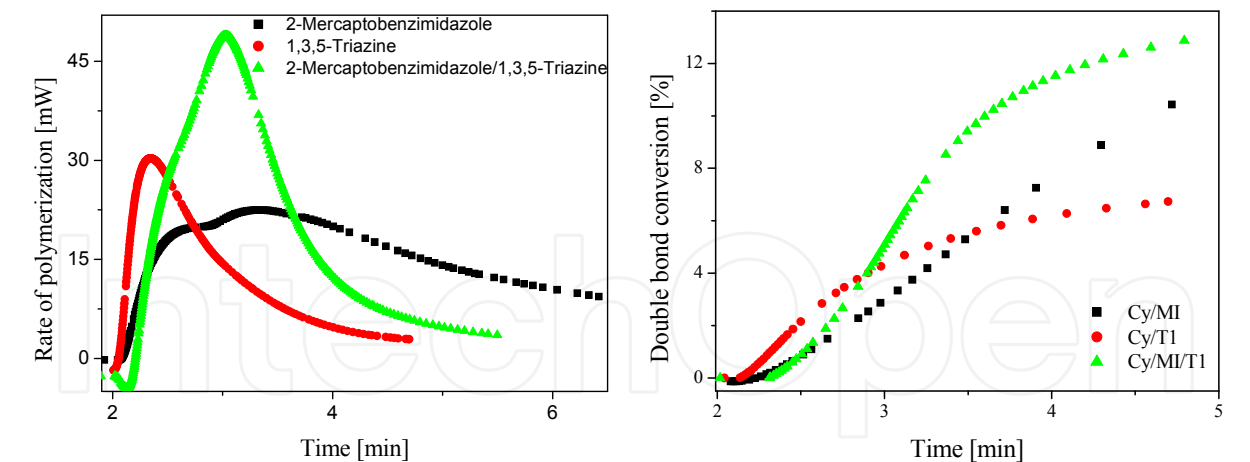 2-Mercaptobenzimidazole
1,3,5-Triazine
2-Mercaptobenzimidazole/1,3,5-Triazine
Rate of polymerization [mW]
45
30
15
0
2
4
6
Time [min]
Double bond conversion [%]
12
8
4
0
2
3
4
5
Time [min]
Cy/MI
Cy/T1
Cy/MI/T1
IntechOpen